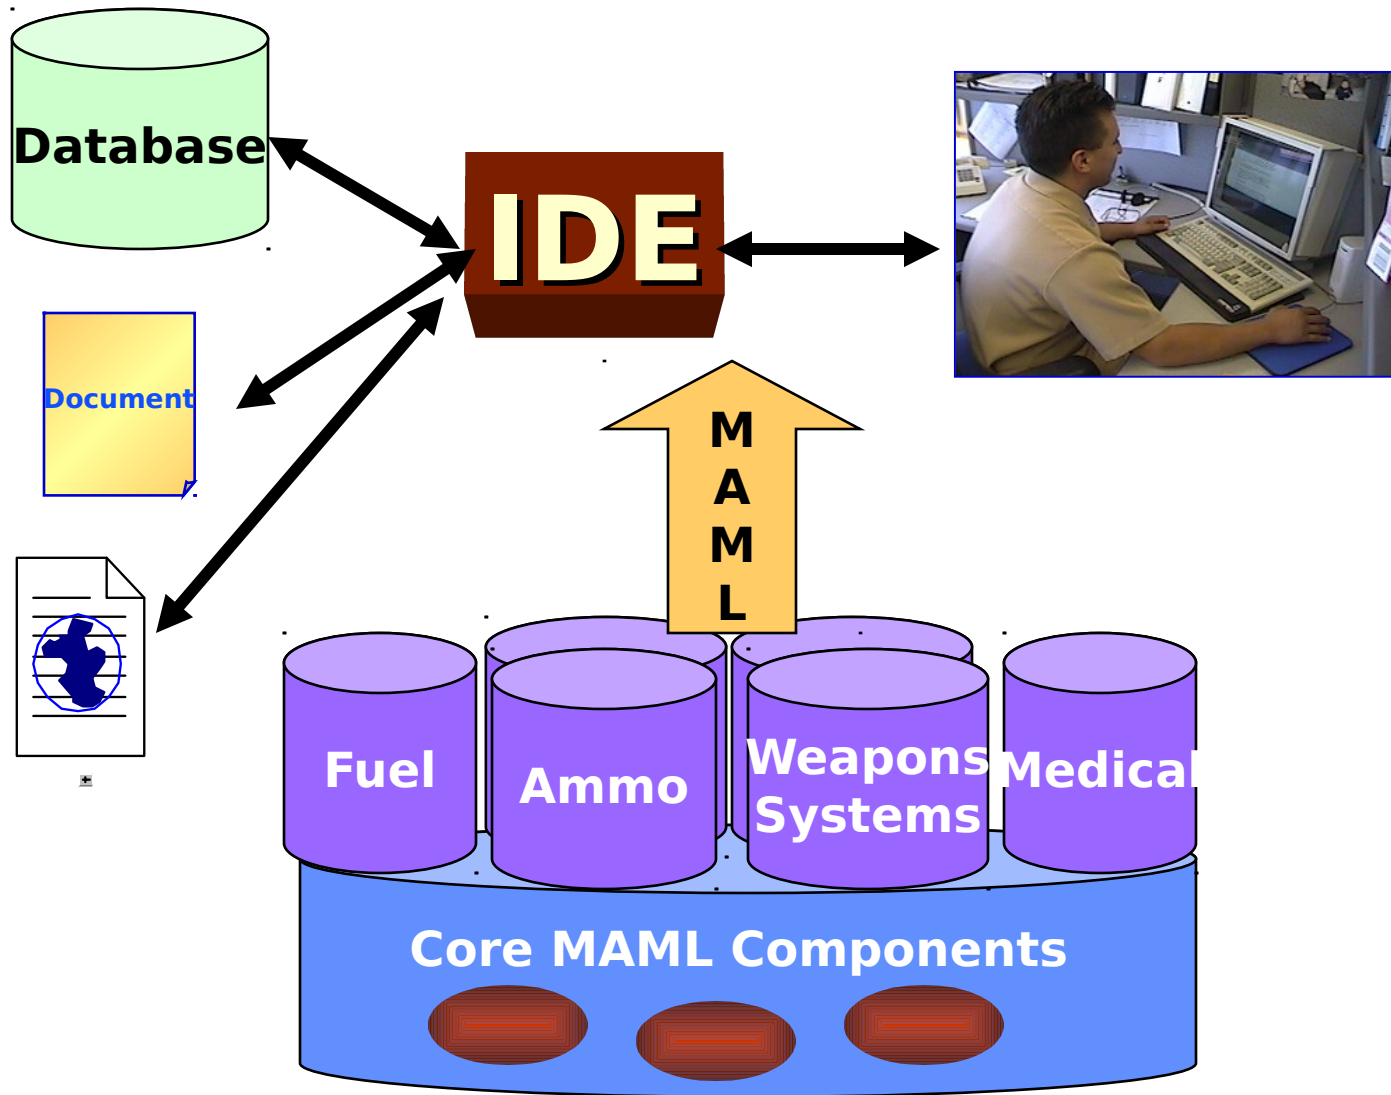 Database
IDE
Document
M
A
M
L
Fuel
Ammo
Weapons
Systems
Medical
Core MAML Components